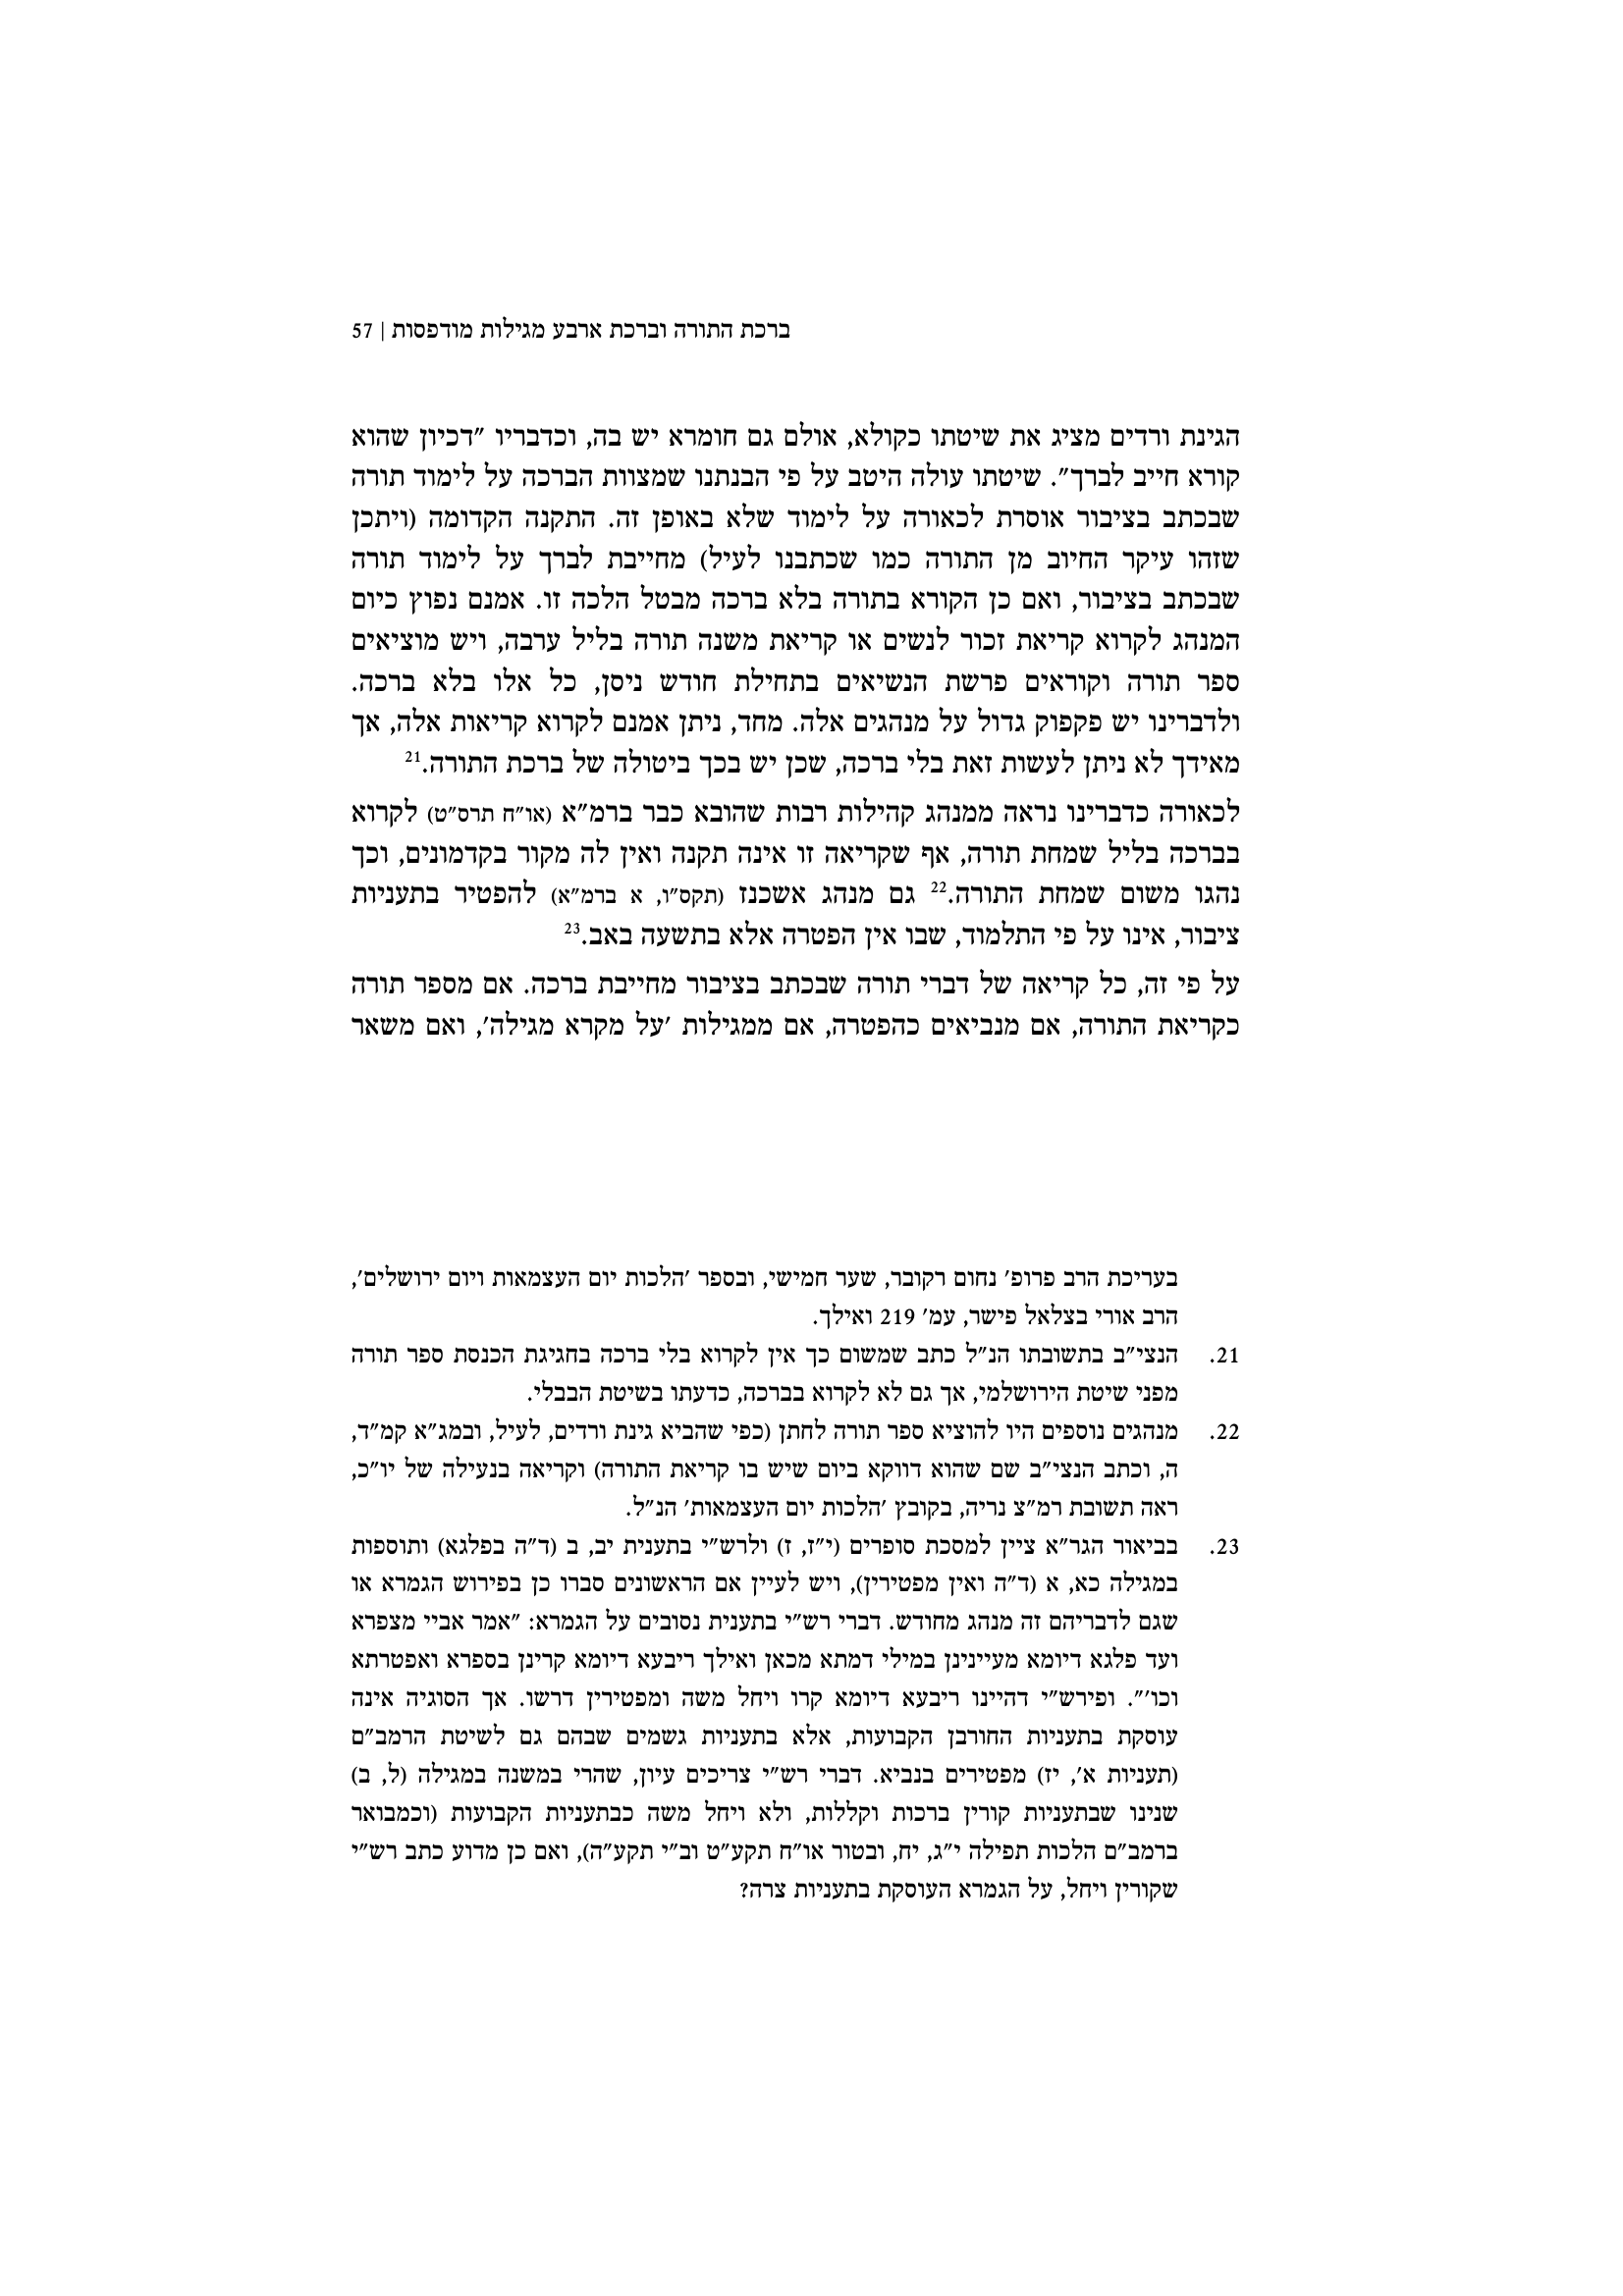 ברכת התורה וברכת ארבע מגילות מודפסות | 57
הגינת ורדים מציג את שיטתו כקולא, אולם גם חומרא יש בה, וכדבריו "דכיון שהוא
קורא חייב לברך". שיטתו עולה היטב על פי הבנתנו שמצוות הברכה על לימוד תורה
שבכתב בציבור אוסרת לכאורה על לימוד שלא באופן זה. התקנה הקדומה (ויתכן
שזהו עיקר החיוב מן התורה כמו שכתבנו לעיל) מחייבת לברך על לימוד תורה
שבכתב בציבור, ואם כן הקורא בתורה בלא ברכה מבטל הלכה זו. אמנם נפוץ כיום
המנהג לקרוא קריאת זכור לנשים או קריאת משנה תורה בליל ערבה, ויש מוציאים
ספר תורה וקוראים פרשת הנשיאים בתחילת חודש ניסן, כל אלו בלא ברכה.
ולדברינו יש פקפוק גדול על מנהגים אלה. מחד, ניתן אמנם לקרוא קריאות אלה, אך
מאידך לא ניתן לעשות זאת בלי ברכה, שכן יש בכך ביטולה של ברכת התורה.21
לכאורה כדברינו נראה ממנהג קהילות רבות שהובא כבר ברמ"א (או"ח תרס"ט) לקרוא
בברכה בליל שמחת תורה, אף שקריאה זו אינה תקנה ואין לה מקור בקדמונים, וכך
נהגו משום שמחת התורה.22 גם מנהג אשכנז (תקס"ו, א ברמ"א) להפטיר בתעניות
ציבור, אינו על פי התלמוד, שבו אין הפטרה אלא בתשעה באב.23
על פי זה, כל קריאה של דברי תורה שבכתב בציבור מחייבת ברכה. אם מספר תורה
כקריאת התורה, אם מנביאים כהפטרה, אם ממגילות 'על מקרא מגילה', ואם משאר
בעריכת הרב פרופ' נחום רקובר, שער חמישי, ובספר 'הלכות יום העצמאות ויום ירושלים',
הרב אורי בצלאל פישר, עמ' 219 ואילך.
21. הנצי"ב בתשובתו הנ"ל כתב שמשום כך אין לקרוא בלי ברכה בחגיגת הכנסת ספר תורה
מפני שיטת הירושלמי, אך גם לא לקרוא בברכה, כדעתו בשיטת הבבלי.
22. מנהגים נוספים היו להוציא ספר תורה לחתן (כפי שהביא גינת ורדים, לעיל, ובמג"א קמ"ד,
ה, וכתב הנצי"ב שם שהוא דווקא ביום שיש בו קריאת התורה) וקריאה בנעילה של יו"כ,
ראה תשובת רמ"צ נריה, בקובץ 'הלכות יום העצמאות' הנ"ל.
23. בביאור הגר"א ציין למסכת סופרים (י"ז, ז) ולרש"י בתענית יב, ב (ד"ה בפלגא) ותוספות
במגילה כא, א (ד"ה ואין מפטירין), ויש לעיין אם הראשונים סברו כן בפירוש הגמרא או
שגם לדבריהם זה מנהג מחודש. דברי רש"י בתענית נסובים על הגמרא: "אמר אביי מצפרא
ועד פלגא דיומא מעיינינן במילי דמתא מכאן ואילך ריבעא דיומא קרינן בספרא ואפטרתא
וכו'". ופירש"י דהיינו ריבעא דיומא קרו ויחל משה ומפטירין דרשו. אך הסוגיה אינה
עוסקת בתעניות החורבן הקבועות, אלא בתעניות גשמים שבהם גם לשיטת הרמב"ם
(תעניות א', יז) מפטירים בנביא. דברי רש"י צריכים עיון, שהרי במשנה במגילה (ל, ב)
שנינו שבתעניות קורין ברכות וקללות, ולא ויחל משה כבתעניות הקבועות (וכמבואר
ברמב"ם הלכות תפילה י"ג, יח, ובטור או"ח תקע"ט וב"י תקע"ה), ואם כן מדוע כתב רש"י
שקורין ויחל, על הגמרא העוסקת בתעניות צרה?